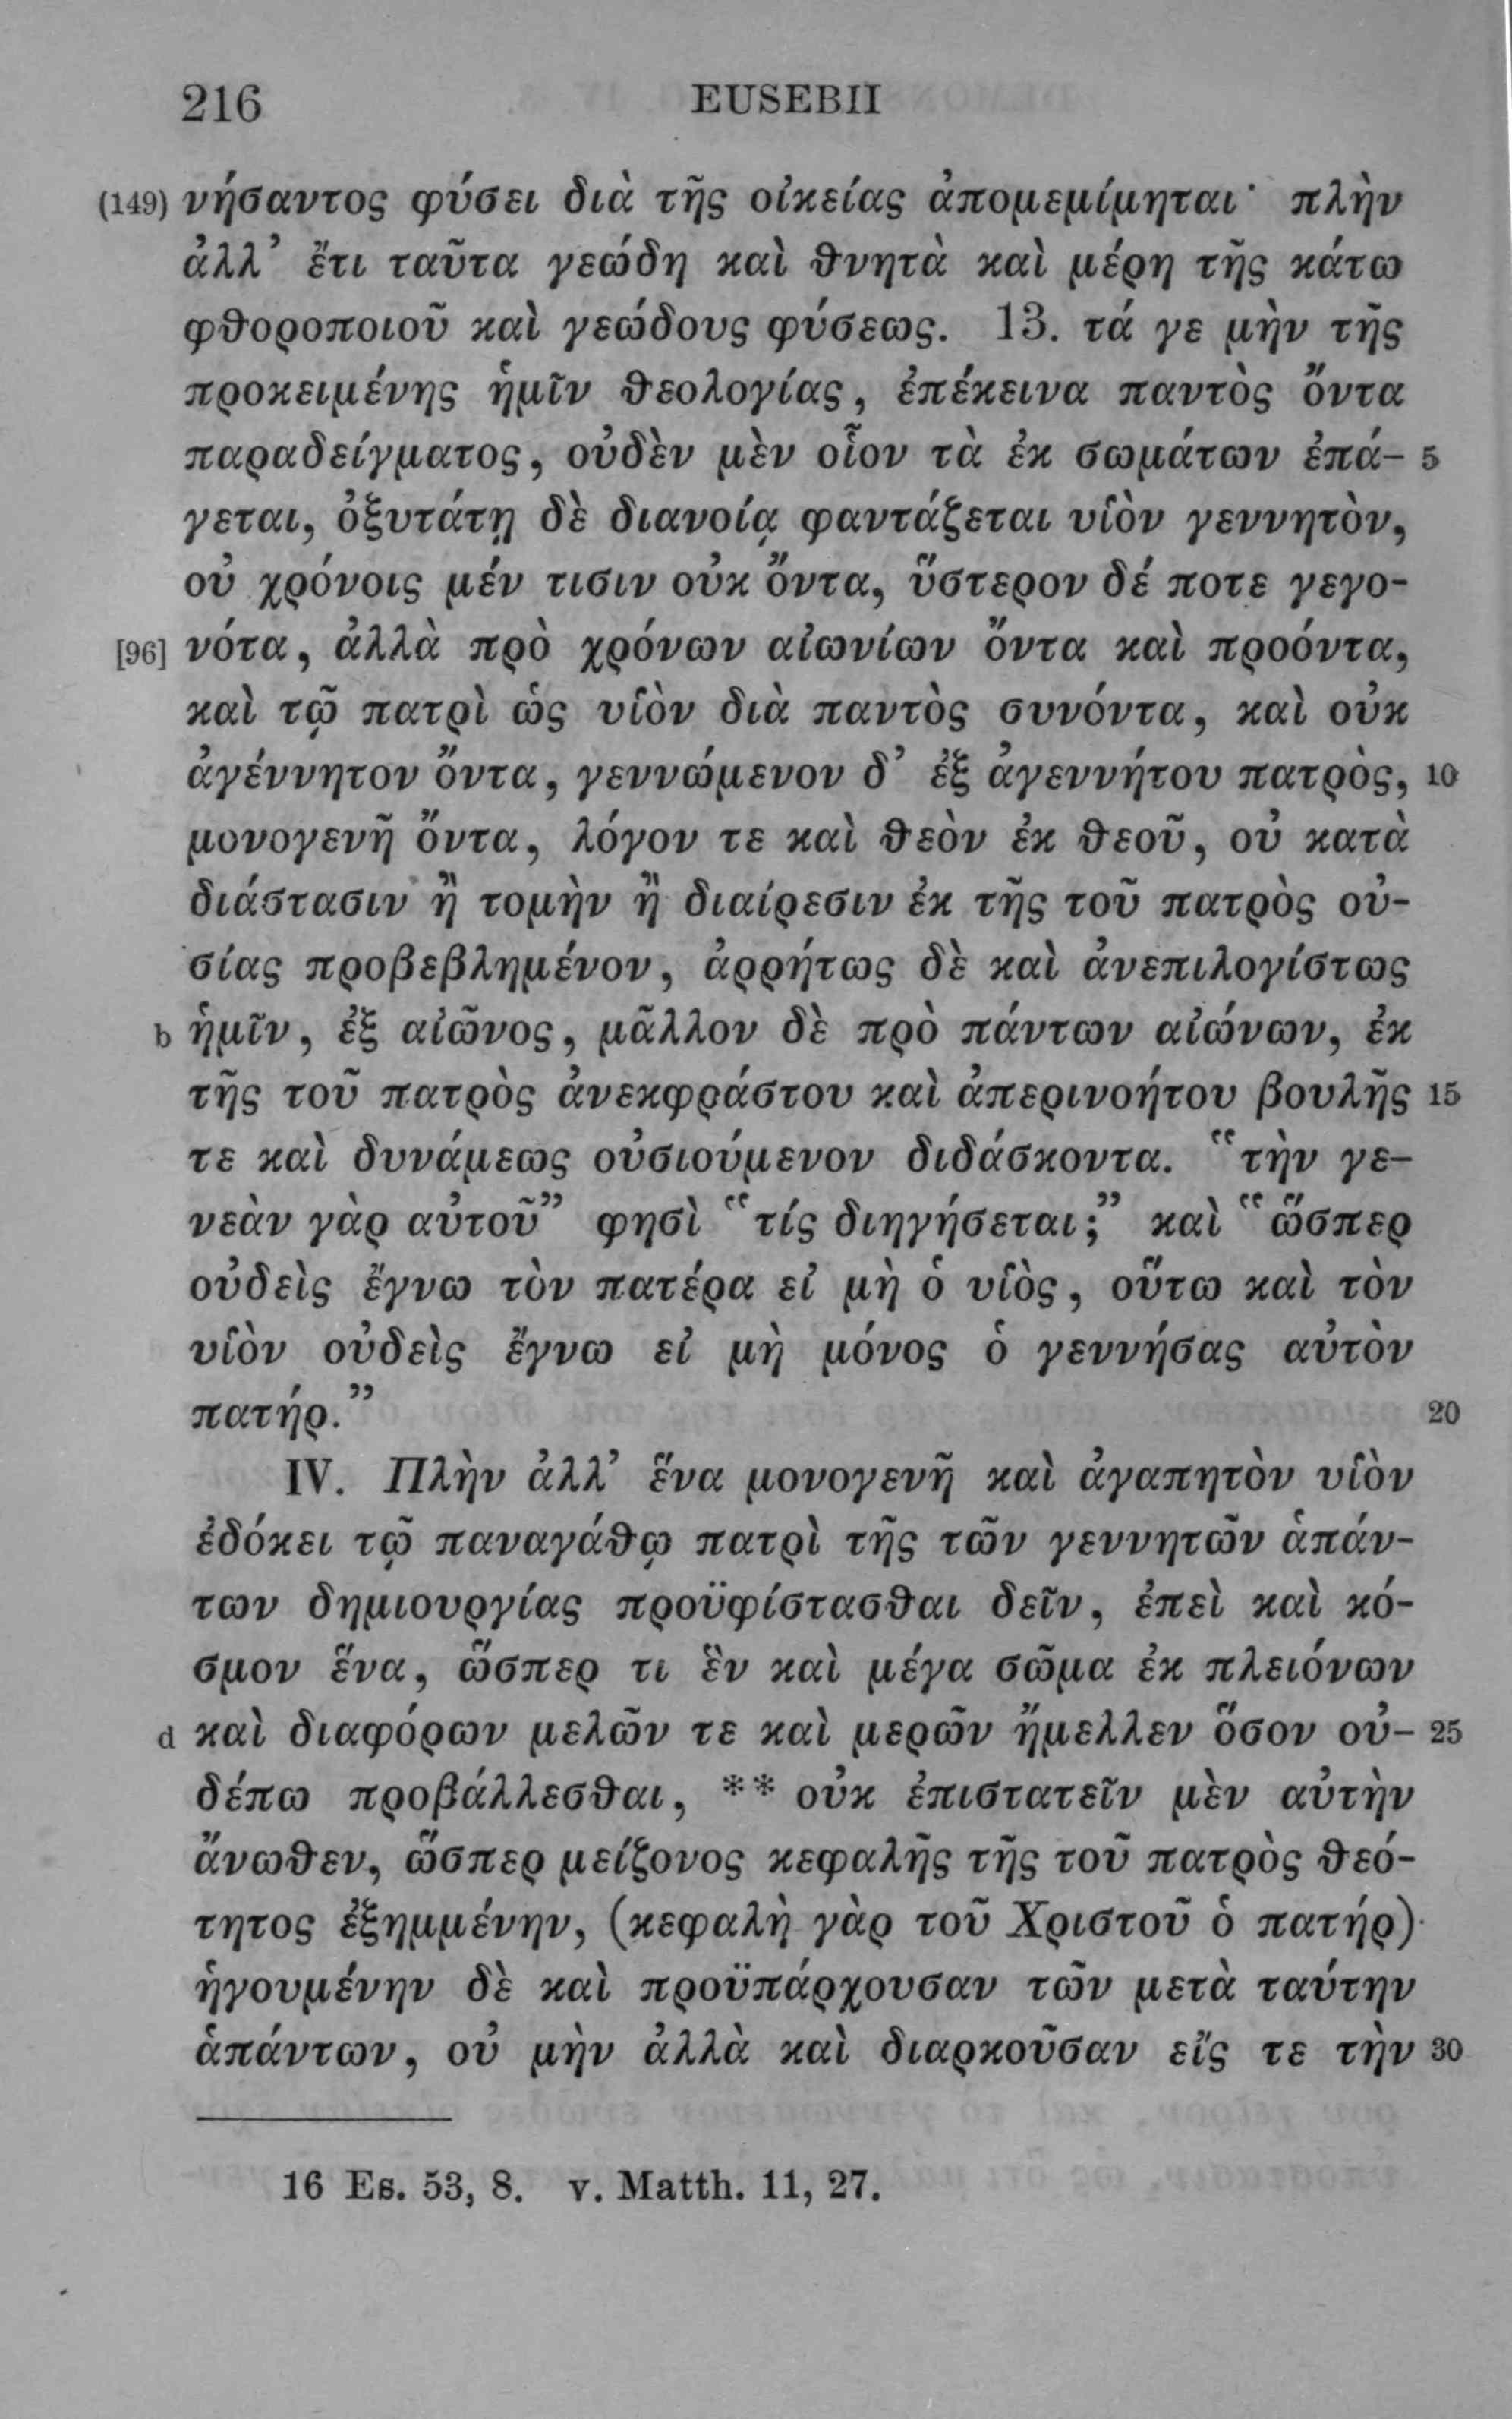 216 EUSEBII
(149) νήσαντος φύσει διὰ τῆς οἰκείας ἀπομεμίμηται· πλὴν
ἀλλ’ ἔτι ταῦτα γεώδη καὶ θνητὰ καὶ μέρη τῆς κάτω
φθοροποιοῦ καὶ γεώδους φύσεως. 13. τά γε μὴν τῆς
προκειμένης ἡμῖν θεολογίας, ἐπέκεινα παντὸς ὄντα
παραδείγματος, οὐδὲν μὲν οἷον τὰ ἐκ σωμάτων ἐπά- 5
γεται, ὀξυτάτῃ δὲ διανοίᾳ φαντάζεται υἱὸν γεννητὸν,
οὐ χρόνοις μέν τισιν οὐκ ὄντα, ὕστερον δέ ποτε γεγο-
[96] νότα, ἀλλὰ πρὸ χρόνων αἰωνίων ὄντα καὶ προόντα,
καὶ τῷ πατρὶ ὡς υἱὸν διὰ παντὸς συνόντα, καὶ οὐκ
ἀγέννητον ὄντα, γεννώμενον δ’ ἐξ ἀγεννήτου πατρὸς, 10
μονογενῆ ὄντα, λόγον τε καὶ θεὸν ἐκ θεοῦ, οὐ κατὰ
διάστασιν ἢ τομὴν ἢ διαίρεσιν ἐκ τῆς τοῦ πατρὸς οὐ-
σίας προβεβλημένον, ἀρρήτως δὲ καὶ ἀνεπιλογίστως
b ἡμῖν, ἐξ αἰῶνος, μᾶλλον δὲ πρὸ πάντων αἰώνων, ἐκ
τῆς τοῦ πατρὸς ἀνεκφράστου καὶ ἀπερινοήτου βουλῆς 15
τε καὶ δυνάμεως οὐσιούμενον διδάσκοντα. “τὴν γε-
νεὰν γὰρ αὐτοῦ” φησὶ “τίς διηγήσεται;” καὶ “ὥσπερ
οὐδεὶς ἔγνω τὸν πατέρα εἰ μὴ ὁ υἱὸς, οὕτω καὶ τὸν
υἱὸν οὐδεὶς ἔγνω εἰ μὴ μόνος ὁ γεννήσας αὐτὸν
πατήρ.” 20
IV. Πλὴν ἀλλ’ ἕνα μονογενῆ καὶ ἀγαπητὸν υἱὸν
ἐδόκει τῷ παναγάθῳ πατρὶ τῆς τῶν γεννητῶν ἁπάν-
των δημιουργίας προϋφίστασθαι δεῖν, ἐπεὶ καὶ κό-
σμον ἕνα, ὥσπερ τι ἓν καὶ μέγα σῶμα ἐκ πλειόνων
d καὶ διαφόρων μελῶν τε καὶ μερῶν ἤμελλεν ὅσον οὐ- 25
δέπω προβάλλεσθαι, ** οὐκ ἐπιστατεῖν μὲν αὐτὴν
ἄνωθεν, ὥσπερ μείζονος κεφαλῆς τῆς τοῦ πατρὸς θεό-
τητος ἐξημμένην, (κεφαλὴ γὰρ τοῦ Χριστοῦ ὁ πατήρ)
ἡγουμένην δὲ καὶ προϋπάρχουσαν τῶν μετὰ ταύτην
ἁπάντων, οὐ μὴν ἀλλὰ καὶ διαρκοῦσαν εἴς τε τὴν 30
16 Es. 53, 8. v. Matth. 11, 27.